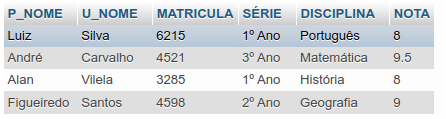 P_NOME U_NOME MATRICULA SÉRIE DISCIPLINA NOTA
Luiz Silva 6215 1º Ano Português 8
André Carvalho 4521 3º Ano Matemática 9.5
Alan Vilela 3285 1º Ano História 8
Figueiredo Santos 4598 2º Ano Geografia 9